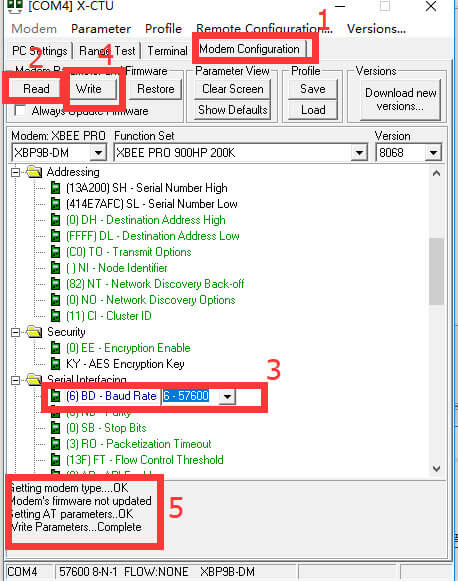 [COM4] X-CTU
Modem Parameter Profile Remote Configuration... Versions...
1
PC Settings Range Test Terminal Modem Configuration
2
4
Modem Parameter and Firmware Parameter View Profile Versions
Read Write Restore Clear Screen Save Download new versions...
Always Update Firmware Show Defaults Load
Modem: XBEE PRO Function Set Version
XBP9B-DM XBEE PRO 900HP 200K 8068
Addressing
(13A200) SH - Serial Number High
(414E7AFC) SL - Serial Number Low
(0) DH - Destination Address High
(FFFF) DL - Destination Address Low
(C0) TO - Transmit Options
( ) NI - Node Identifier
(82) NT - Network Discovery Back-off
(0) NO - Network Discovery Options
(11) CI - Cluster ID
Security
(0) EE - Encryption Enable
KY - AES Encryption Key
3
Serial Interfacing
(6) BD - Baud Rate 6 - 57600
(0) NB - Parity
(0) SB - Stop Bits
(3) RO - Packetization Timeout
(13F) FT - Flow Control Threshold
5
Getting modem type....OK
Modem's firmware not updated
Setting AT parameters..OK
Write Parameters...Complete
COM4 57600 8-N-1 FLOW:NONE XBP9B-DM